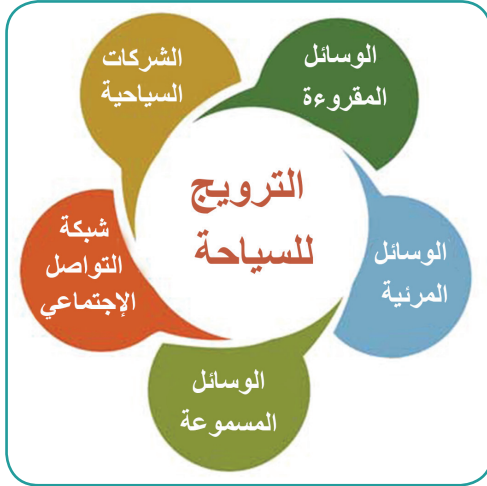 الترويج
للسياحة
الوسائل
المقروءة
الوسائل
المرئية
الوسائل
المسموعة
شبكة
التواصل
الإجتماعي
الشركات
السياحية